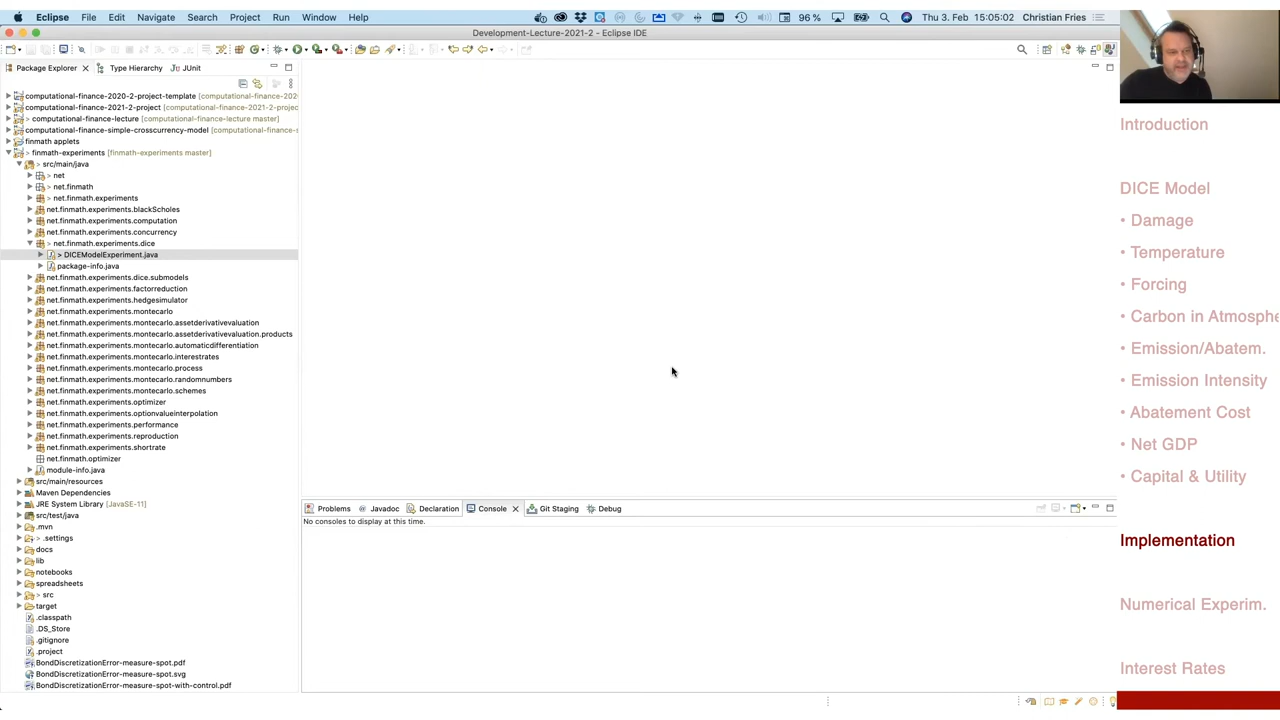 Eclipse File Edit Navigate Search Project Run Window Help 96 % Thu 3. Feb 15:05:02 Christian Fries
Development-Lecture-2021-2 - Eclipse IDE
Package Explorer Type Hierarchy JUnit
computational-finance-2020-2-project-template [computational-finance-202
computational-finance-2021-2-project [computational-finance-2021-2-projec
> computational-finance-lecture [computational-finance-lecture master]
computational-finance-simple-crosscurrency-model [computational-finance-s
finmath applets
> finmath-experiments [finmath-experiments master]
> src/main/java
> net
> net.finmath
> net.finmath.experiments
net.finmath.experiments.blackScholes
net.finmath.experiments.computation
net.finmath.experiments.concurrency
> net.finmath.experiments.dice
> DICEModelExperiment.java
package-info.java
net.finmath.experiments.dice.submodels
net.finmath.experiments.factorreduction
net.finmath.experiments.hedgesimulator
net.finmath.experiments.montecarlo
net.finmath.experiments.montecarlo.assetderivativevaluation
net.finmath.experiments.montecarlo.assetderivativevaluation.products
net.finmath.experiments.montecarlo.automaticdifferentiation
net.finmath.experiments.montecarlo.interestrates
net.finmath.experiments.montecarlo.process
net.finmath.experiments.montecarlo.randomnumbers
net.finmath.experiments.montecarlo.schemes
net.finmath.experiments.optimizer
net.finmath.experiments.optionvalueinterpolation
net.finmath.experiments.performance
net.finmath.experiments.reproduction
net.finmath.experiments.shortrate
net.finmath.optimizer
module-info.java
src/main/resources
Maven Dependencies
JRE System Library [JavaSE-11]
src/test/java
.mvn
> .settings
docs
lib
notebooks
spreadsheets
> src
target
.classpath
.DS_Store
.gitignore
.project
BondDiscretizationError-measure-spot.pdf
BondDiscretizationError-measure-spot.svg
BondDiscretizationError-measure-spot-with-control.pdf
Problems Javadoc Declaration Console Git Staging Debug
No consoles to display at this time.
Introduction
DICE Model
• Damage
• Temperature
• Forcing
• Carbon in Atmosphe
• Emission/Abatem.
• Emission Intensity
• Abatement Cost
• Net GDP
• Capital & Utility
Implementation
Numerical Experim.
Interest Rates